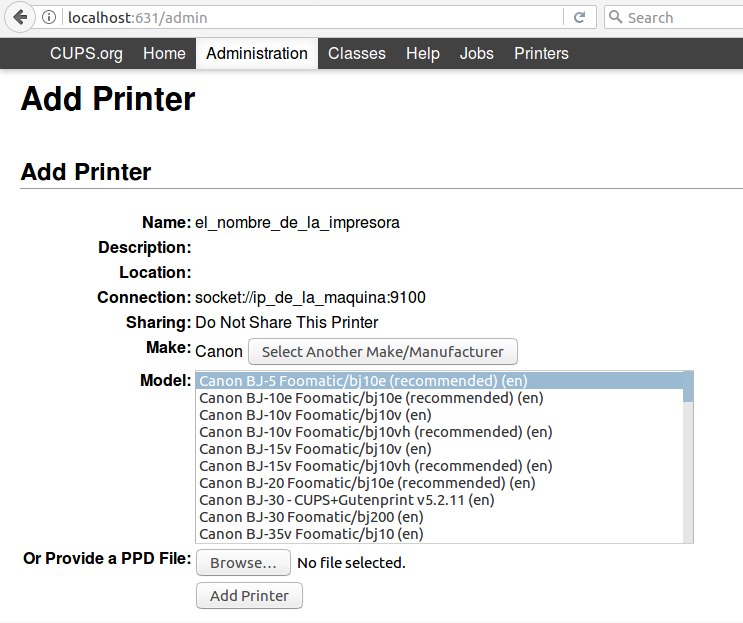 localhost:631/admin
Search
CUPS.org Home Administration Classes Help Jobs Printers
Add Printer
Add Printer
Name: el_nombre_de_la_impresora
Description:
Location:
Connection: socket://ip_de_la_maquina:9100
Sharing: Do Not Share This Printer
Make: Canon Select Another Make/Manufacturer
Model: Canon BJ-5 Foomatic/bj10e (recommended) (en)
Canon BJ-10e Foomatic/bj10e (recommended) (en)
Canon BJ-10v Foomatic/bj10v (en)
Canon BJ-10v Foomatic/bj10vh (recommended) (en)
Canon BJ-15v Foomatic/bj10v (en)
Canon BJ-15v Foomatic/bj10vh (recommended) (en)
Canon BJ-20 Foomatic/bj10e (recommended) (en)
Canon BJ-30 - CUPS+Gutenprint v5.2.11 (en)
Canon BJ-30 Foomatic/bj200 (en)
Canon BJ-35v Foomatic/bj10 (en)
Or Provide a PPD File: Browse... No file selected.
Add Printer